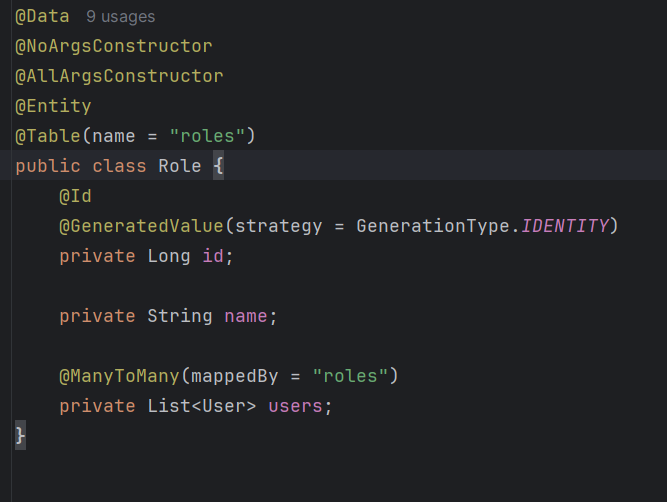 @Data 9 usages
@NoArgsConstructor
@AllArgsConstructor
@Entity
@Table(name = "roles")
public class Role {
@Id
@GeneratedValue(strategy = GenerationType.IDENTITY)
private Long id;
private String name;
@ManyToMany(mappedBy = "roles")
private List<User> users;
}